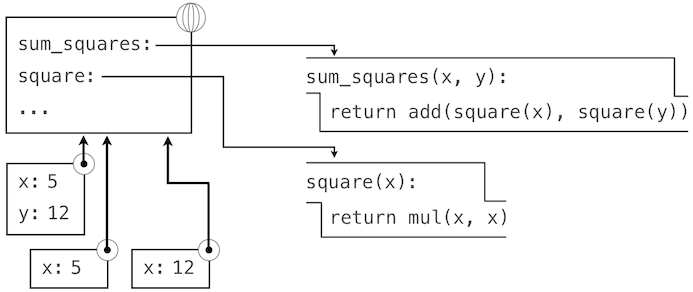 sum_squares:
square:
...
sum_squares(x, y):
return add(square(x), square(y))
square(x):
return mul(x, x)
x: 5
y: 12
x: 5
x: 12